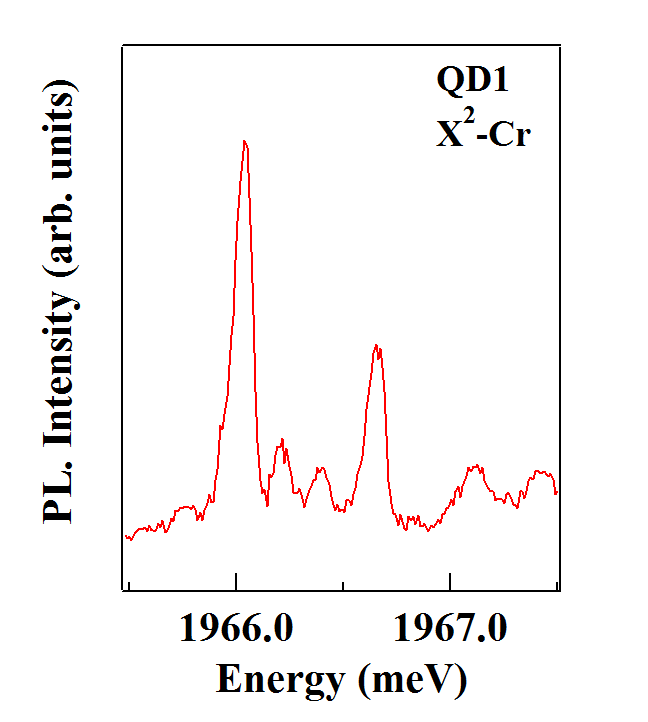 QD1
X²-Cr
PL. Intensity (arb. units)
1966.0 1967.0
Energy (meV)